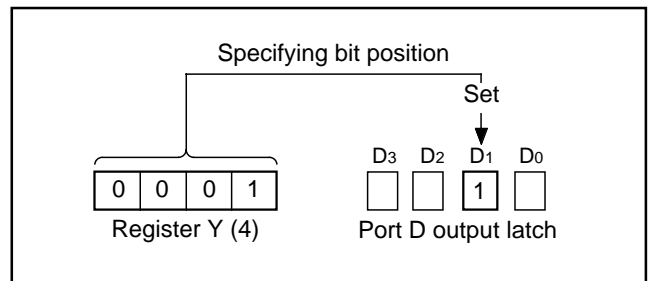 Specifying bit position
Set
D3 D2 D1 D0
0 0 0 1 1
Register Y (4) Port D output latch